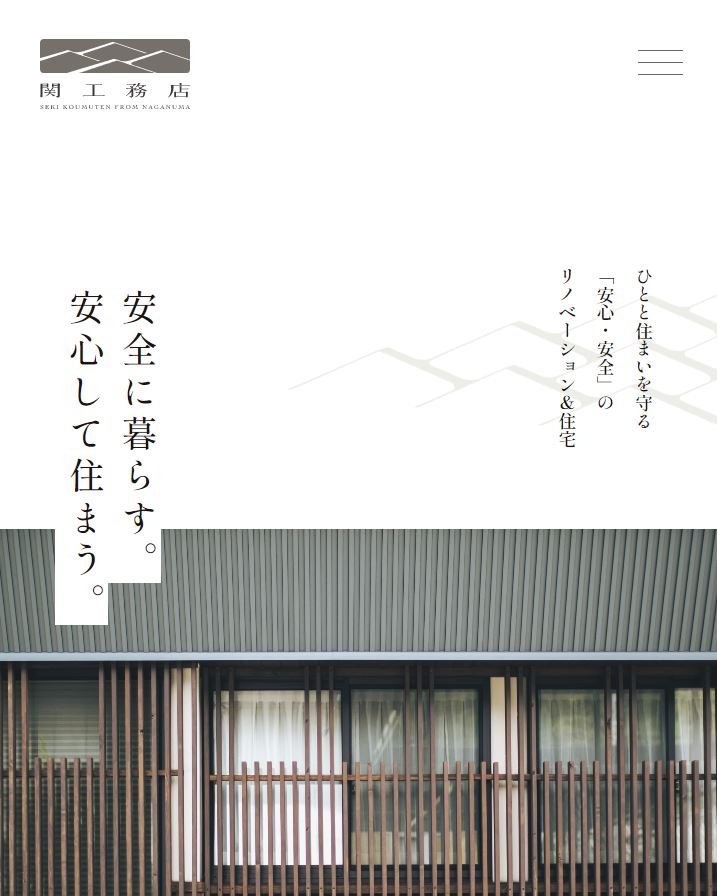 関工務店
SEKI KOUMUTEN FROM NAGANUMA
ひとと住まいを守る
「安心・安全」の
リノベーション&住宅
安全に暮らす。
安心して住まう。